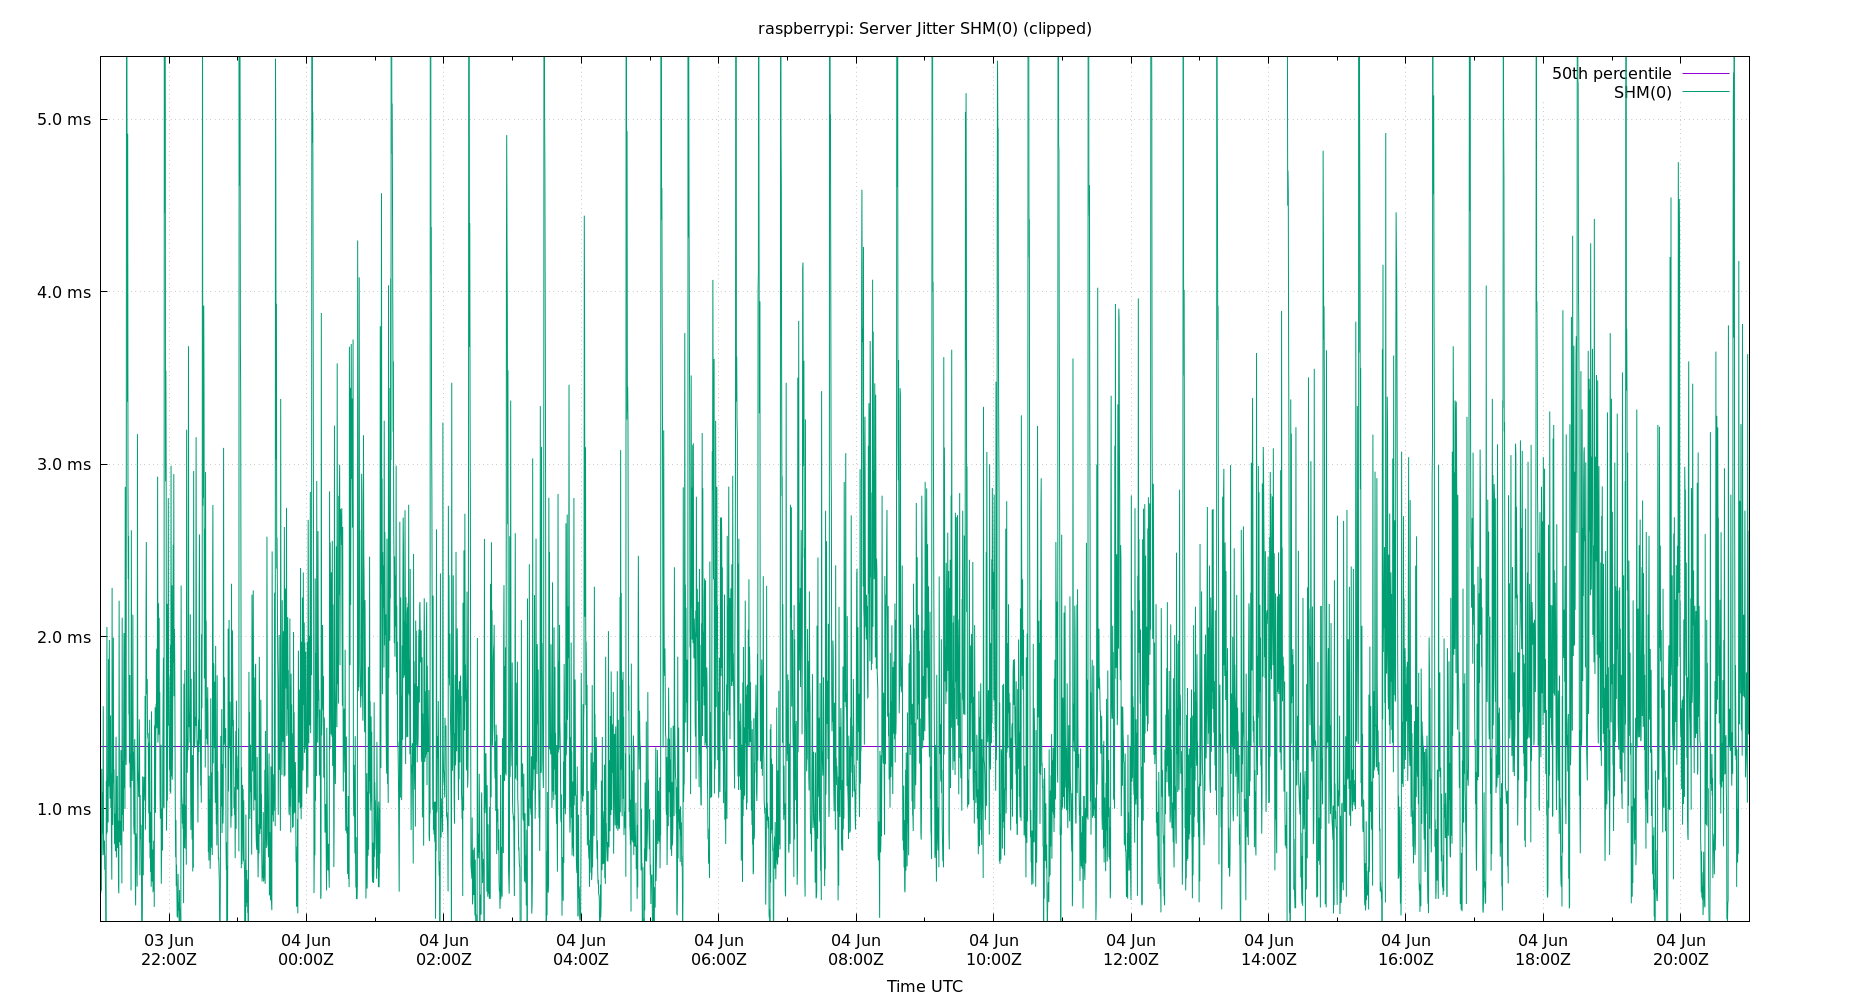 raspberrypi: Server Jitter SHM(0) (clipped)
50th percentile
SHM(0)
5.0 ms
4.0 ms
3.0 ms
2.0 ms
1.0 ms
03 Jun 04 Jun 04 Jun 04 Jun 04 Jun 04 Jun 04 Jun 04 Jun 04 Jun 04 Jun 04 Jun 04 Jun
22:00Z 00:00Z 02:00Z 04:00Z 06:00Z 08:00Z 10:00Z 12:00Z 14:00Z 16:00Z 18:00Z 20:00Z
Time UTC